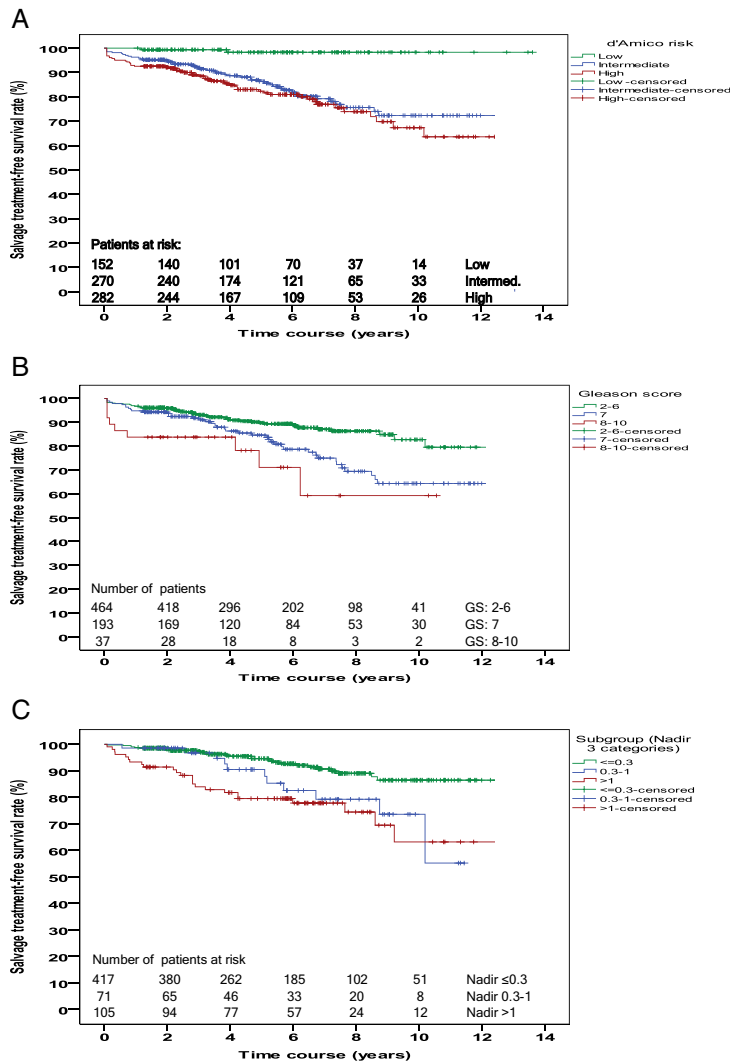 A
Salvage treatment-free survival rate (%)
100
90
80
70
60
50
40
30
20
10
0
d'Amico risk
Low
Intermediate
High
Low-censored
Intermediate-censored
High-censored
Patients at risk:
152 140 101 70 37 14 Low
270 240 174 121 65 33 Intermed.
282 244 167 109 53 26 High
0 2 4 6 8 10 12 14
Time course (years)
B
Salvage treatment-free survival rate (%)
100
90
80
70
60
50
40
30
20
10
0
Gleason score
2-6
7
8-10
2-6-censored
7-censored
8-10-censored
Number of patients
464 418 296 202 98 41 GS: 2-6
193 169 120 84 53 30 GS: 7
37 28 18 8 3 2 GS: 8-10
0 2 4 6 8 10 12 14
Time course (years)
C
Salvage treatment-free survival rate (%)
100
90
80
70
60
50
40
30
20
10
0
Subgroup (Nadir
3 categories)
<=0.3
0.3-1
>1
<=0.3-censored
0.3-1-censored
>1-censored
Number of patients at risk
417 380 262 185 102 51 Nadir ≤0.3
71 65 46 33 20 8 Nadir 0.3-1
105 94 77 57 24 12 Nadir >1
0 2 4 6 8 10 12 14
Time course (years)